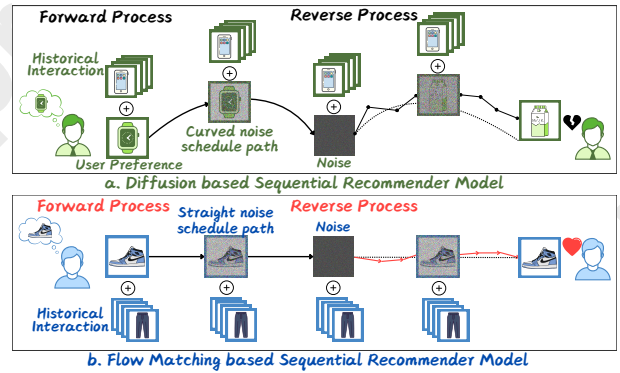 Forward Process
Reverse Process
Historical
Interaction
Curved noise
schedule path
User Preference
Noise
a. Diffusion based Sequential Recommender Model
Forward Process
Straight noise
schedule path
Reverse Process
Noise
Historical
Interaction
b. Flow Matching based Sequential Recommender Model